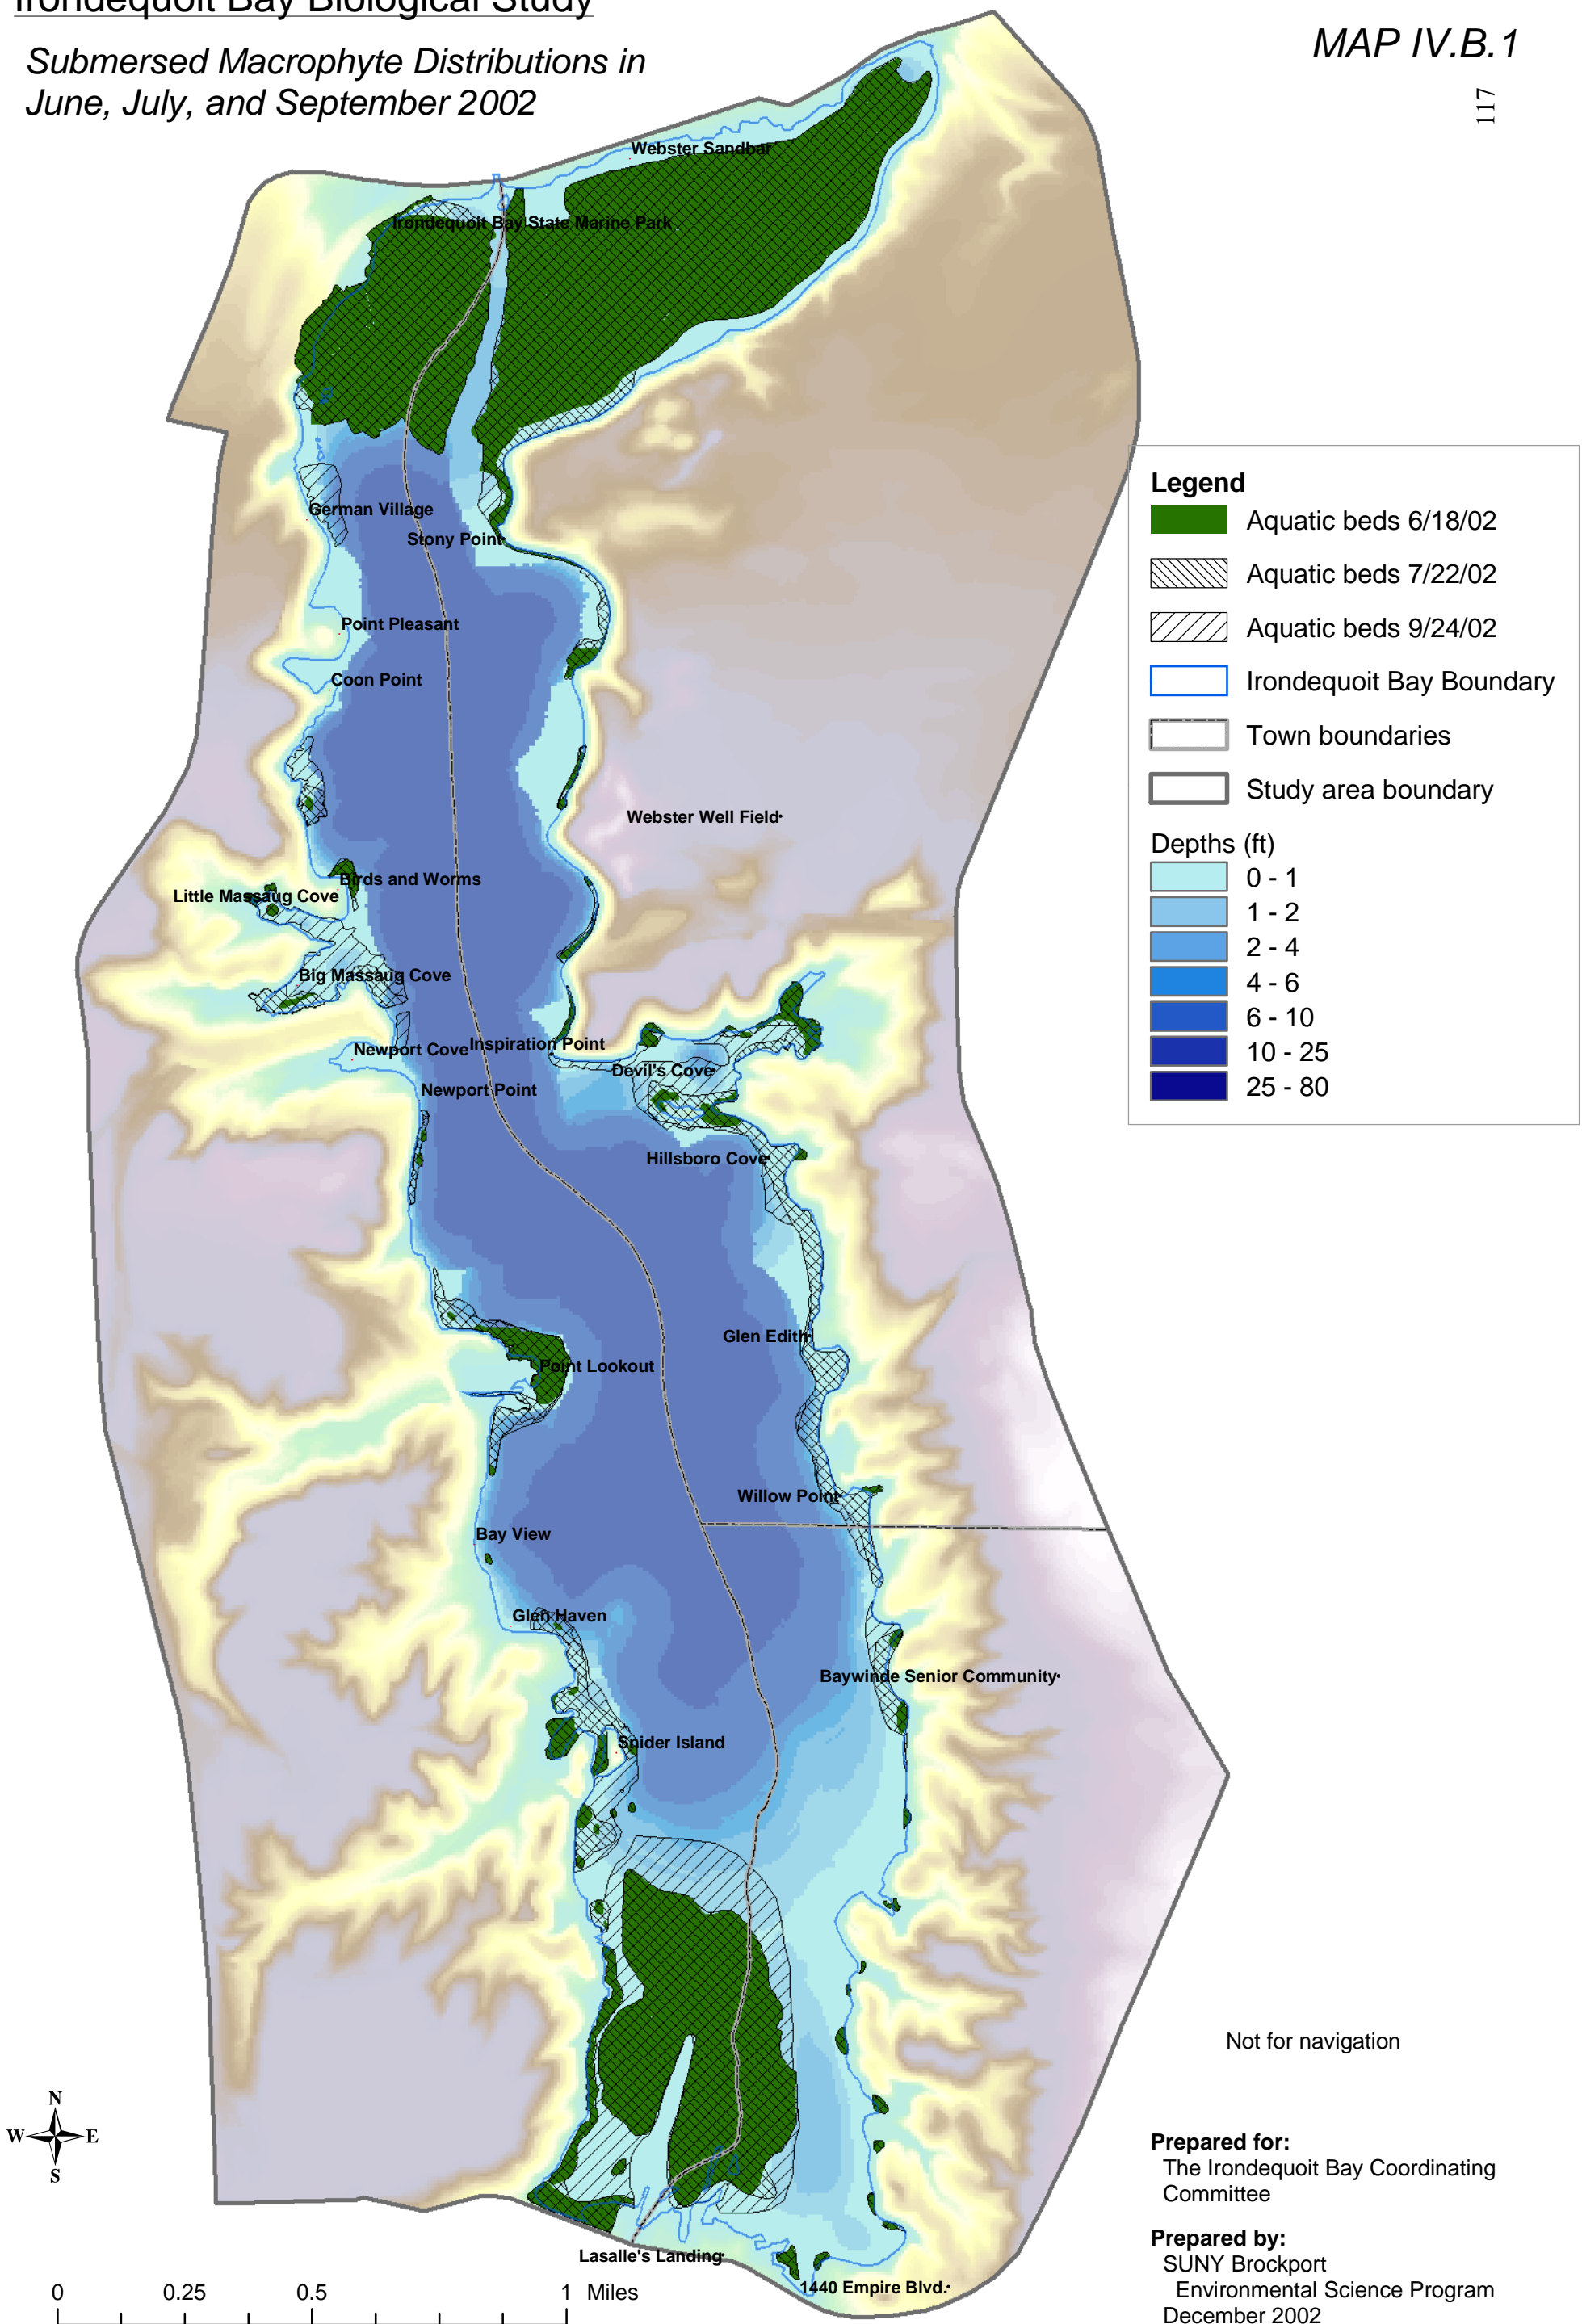 Irondequoit Bay Biological Study
Submersed Macrophyte Distributions in
June, July, and September 2002
MAP IV.B.1
117
Webster Sandbar
Irondequoit Bay State Marine Park
German Village
Stony Point
Point Pleasant
Coon Point
Webster Well Field
Birds and Worms
Little Massaug Cove
Big Massaug Cove
Newport Cove
Inspiration Point
Devil's Cove
Newport Point
Hillsboro Cove
Glen Edith
Point Lookout
Willow Point
Bay View
Glen Haven
Baywinde Senior Community
Spider Island
Lasalle's Landing
1440 Empire Blvd.
Legend
Aquatic beds 6/18/02
Aquatic beds 7/22/02
Aquatic beds 9/24/02
Irondequoit Bay Boundary
Town boundaries
Study area boundary
Depths (ft)
0 - 1
1 - 2
2 - 4
4 - 6
6 - 10
10 - 25
25 - 80
Not for navigation
N
W E
S
Prepared for:
The Irondequoit Bay Coordinating
Committee
Prepared by:
SUNY Brockport
Environmental Science Program
December 2002
0 0.25 0.5 1 Miles